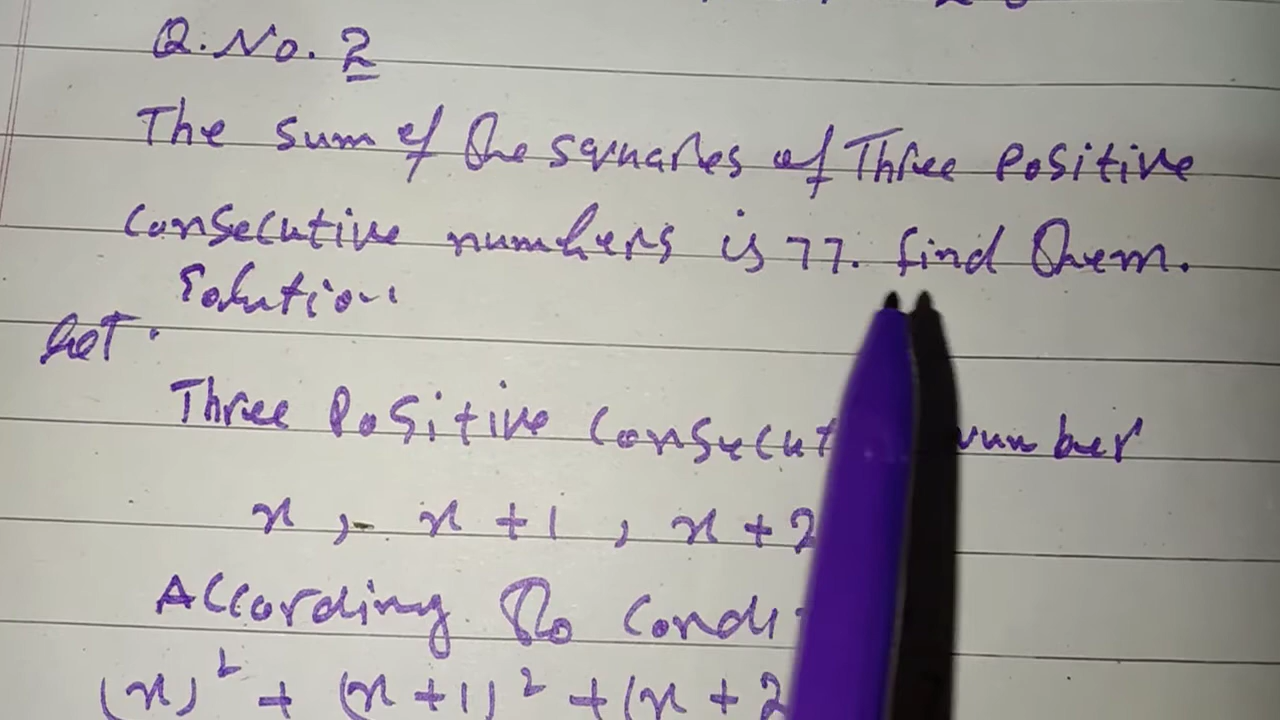 Q. No. 2
The sum of the squares of Three Positive
Consecutive numbers is 77. find them.
Solution:
Let.
Three Positive Consecut number
x, x + 1, x + 2
According to Condi
(x)² + (x + 1)² + (x + 2